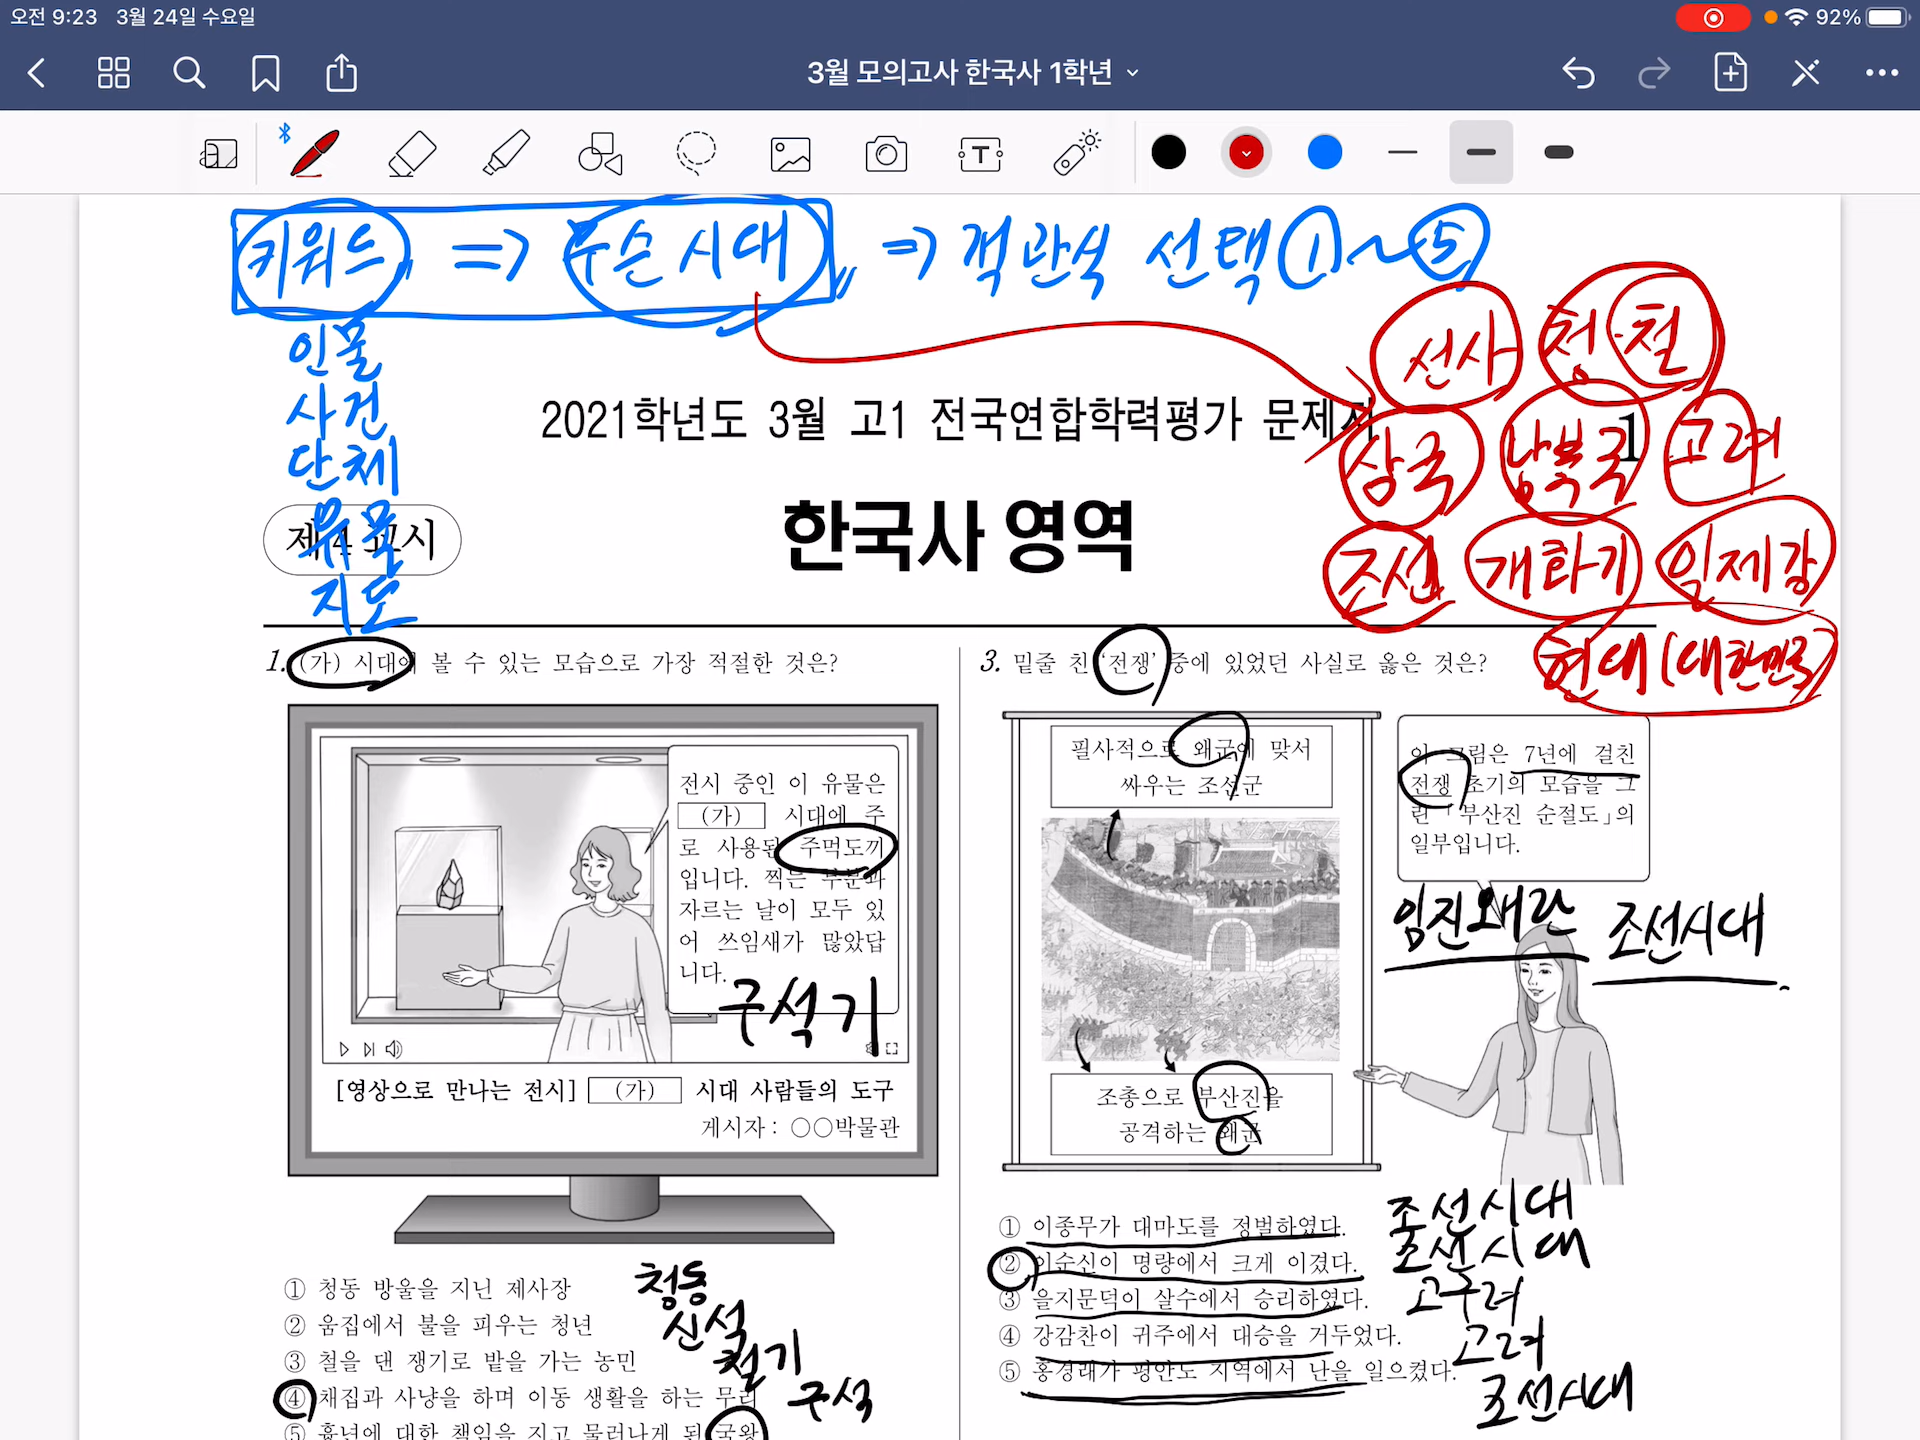 오전 9:23 3월 24일 수요일
92%
3월 모의고사 한국사 1학년
키워드 => 무슨 시대 => 객관식 선택 ①~⑤
인물
사건
단체
유물
지도
선사 청·철
삼국 남북국 고려
조선 개화기 일제강
현대(대한민국)
2021학년도 3월 고1 전국연합학력평가 문제지
1
제4교시
한국사 영역
1. (가) 시대에 볼 수 있는 모습으로 가장 적절한 것은?
전시 중인 이 유물은
(가) 시대에 주
로 사용된 주먹도끼
입니다. 찍는 부분과
자르는 날이 모두 있
어 쓰임새가 많았답
니다.
구석기
[영상으로 만나는 전시] (가) 시대 사람들의 도구
게시자 : ○○박물관
① 청동 방울을 지닌 제사장 청동
② 움집에서 불을 피우는 청년 신석
③ 철을 댄 쟁기로 밭을 가는 농민 철기
④ 채집과 사냥을 하며 이동 생활을 하는 무리 구석
⑤ 흉년에 대한 책임을 지고 물러나게 된 국왕
3. 밑줄 친 ‘전쟁’ 중에 있었던 사실로 옳은 것은?
필사적으로 왜군에 맞서
싸우는 조선군
이 그림은 7년에 걸친
전쟁 초기의 모습을 그
린 「부산진 순절도」의
일부입니다.
임진왜란 조선시대
조총으로 부산진을
공격하는 왜군
① 이종무가 대마도를 정벌하였다. 조선시대
② 이순신이 명량에서 크게 이겼다. 조선시대
③ 을지문덕이 살수에서 승리하였다. 고구려
④ 강감찬이 귀주에서 대승을 거두었다. 고려
⑤ 홍경래가 평안도 지역에서 난을 일으켰다. 조선시대